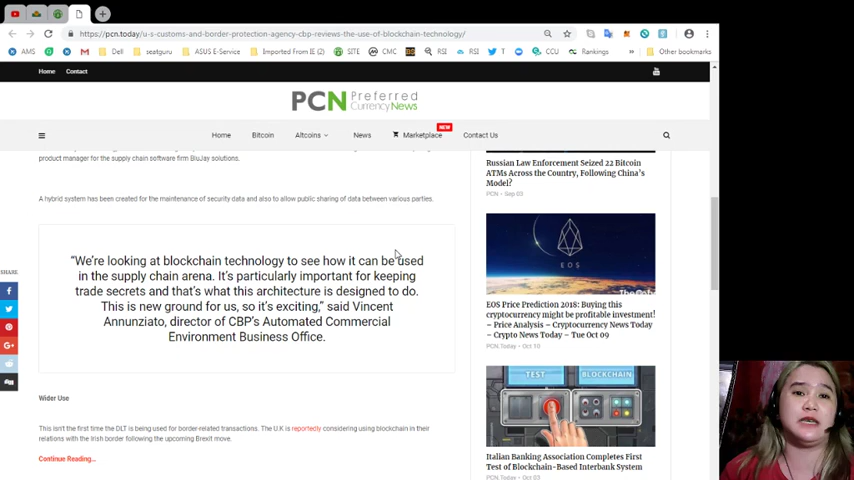 https://pcn.today/u-s-customs-and-border-protection-agency-cbp-reviews-the-use-of-blockchain-technology/
AMS
Dell
seatguru
ASUS E-Service
Imported From IE (2)
SITE
CMC
RSI
RSI
T
CCU
Rankings
Other bookmarks
Home
Contact
PCN Preferred
Currency News
NEW
Home
Bitcoin
Altcoins
News
Marketplace
Contact Us
product manager for the supply chain software firm BluJay solutions.
A hybrid system has been created for the maintenance of security data and also to allow public sharing of data between various parties.
“We’re looking at blockchain technology to see how it can be used
in the supply chain arena. It’s particularly important for keeping
trade secrets and that’s what this architecture is designed to do.
This is new ground for us, so it’s exciting,” said Vincent
Annunziato, director of CBP’s Automated Commercial
Environment Business Office.
SHARE
Wider Use
This isn't the first time the DLT is being used for border-related transactions. The U.K is reportedly considering using blockchain in their
relations with the Irish border following the upcoming Brexit move.
Continue Reading...
Russian Law Enforcement Seized 22 Bitcoin
ATMs Across the Country, Following China’s
Model?
PCN - Sep 03
EOS
EOS Price Prediction 2018: Buying this
cryptocurrency might be profitable investment!
– Price Analysis – Cryptocurrency News Today
– Crypto News Today – Tue Oct 09
PCN.Today - Oct 10
TEST
BLOCKCHAIN
Italian Banking Association Completes First
Test of Blockchain-Based Interbank System
PCN.Today - Oct 03